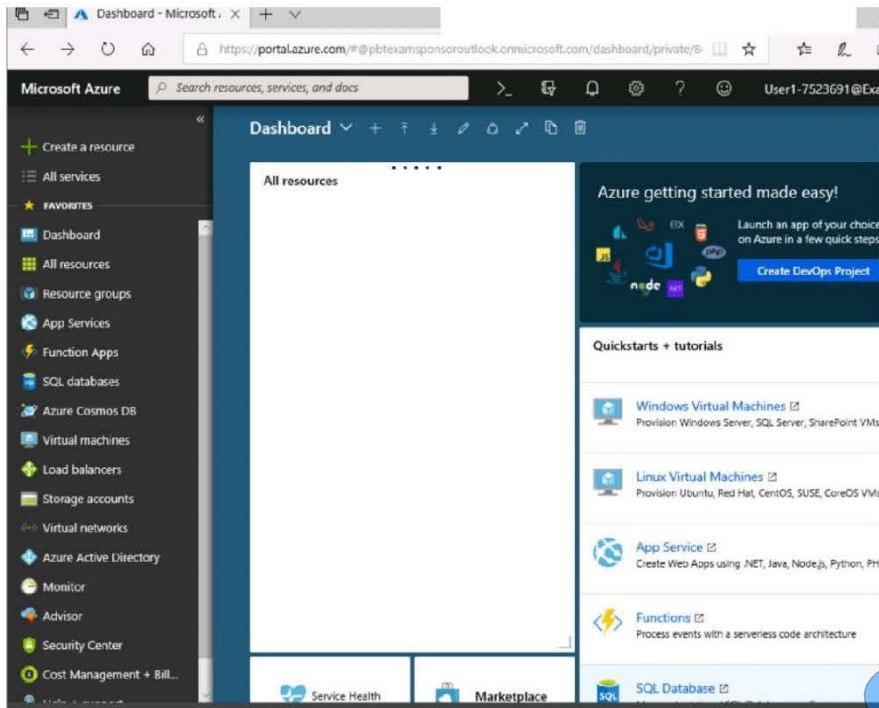 Dashboard - Microsoft
https://portal.azure.com/#@pbtexamsponsoroutlook.onmicrosoft.com/dashboard/private/8
Microsoft Azure
Search resources, services, and docs
User1-7523691@Exa
Create a resource
All services
FAVORITES
Dashboard
All resources
Resource groups
App Services
Function Apps
SQL databases
Azure Cosmos DB
Virtual machines
Load balancers
Storage accounts
Virtual networks
Azure Active Directory
Monitor
Advisor
Security Center
Cost Management + Bill...
Dashboard
All resources
Service Health
Marketplace
Azure getting started made easy!
JS
ex
php
node
Launch an app of your choice
on Azure in a few quick steps
Create DevOps Project
Quickstarts + tutorials
Windows Virtual Machines
Provision Windows Server, SQL Server, SharePoint VMs
Linux Virtual Machines
Provision Ubuntu, Red Hat, CentOS, SUSE, CoreOS VMs
App Service
Create Web Apps using .NET, Java, Node.js, Python, PH
Functions
Process events with a serverless code architecture
SQL
SQL Database